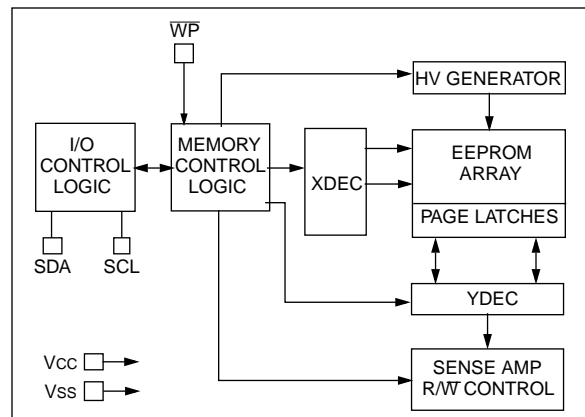 W̅P̅
HV GENERATOR
I/O
CONTROL
LOGIC
MEMORY
CONTROL
LOGIC
XDEC
EEPROM
ARRAY
PAGE LATCHES
SDA
SCL
YDEC
VCC
VSS
SENSE AMP
R/W̅ CONTROL